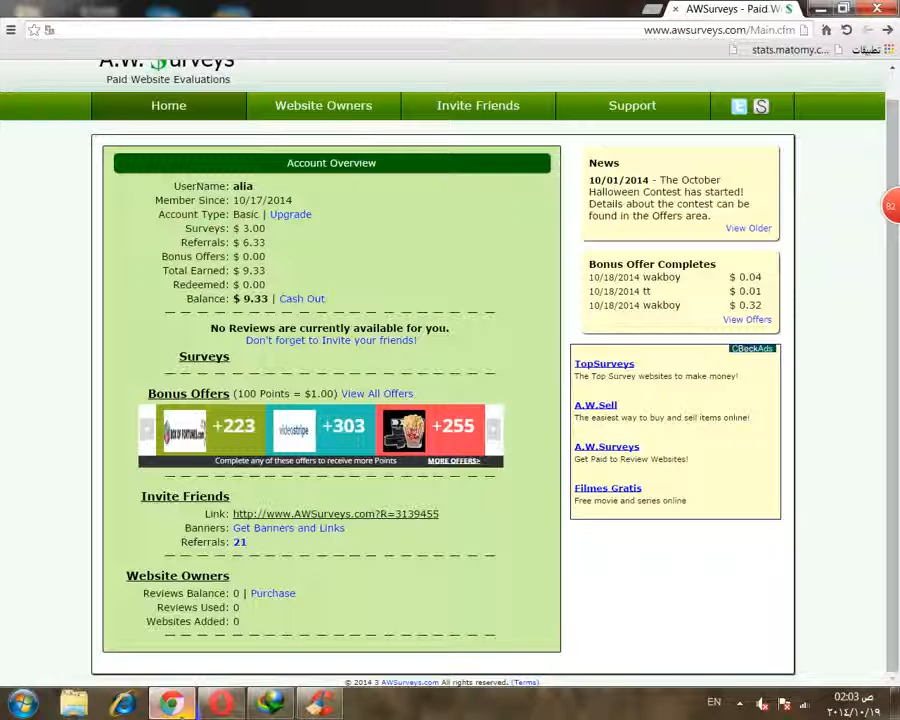 AWSurveys - Paid W
www.awsurveys.com/Main.cfm
stats.matomy.c...
تطبيقات
A.W. Surveys
Paid Website Evaluations
Home
Website Owners
Invite Friends
Support
Account Overview
UserName: alia
Member Since: 10/17/2014
Account Type: Basic | Upgrade
Surveys: $ 3.00
Referrals: $ 6.33
Bonus Offers: $ 0.00
Total Earned: $ 9.33
Redeemed: $ 0.00
Balance: $ 9.33 | Cash Out
No Reviews are currently available for you.
Don't forget to Invite your friends!
Surveys
Bonus Offers (100 Points = $1.00) View All Offers
BOX OF FORTUNES.COM +223
videostripe +303
+255
Complete any of these offers to receive more Points MORE OFFERS>
Invite Friends
Link: http://www.AWSurveys.com?R=3139455
Banners: Get Banners and Links
Referrals: 21
Website Owners
Reviews Balance: 0 | Purchase
Reviews Used: 0
Websites Added: 0
News
10/01/2014 - The October
Halloween Contest has started!
Details about the contest can be
found in the Offers area.
View Older
Bonus Offer Completes
10/18/2014 wakboy $ 0.04
10/18/2014 tt $ 0.01
10/18/2014 wakboy $ 0.32
View Offers
CBeckAds
TopSurveys
The Top Survey websites to make money!
A.W.Sell
The easiest way to buy and sell items online!
A.W.Surveys
Get Paid to Review Websites!
Filmes Gratis
Free movie and series online
82
© 2014 3 AWSurveys.com All rights reserved. (Terms)
EN
02:03 ص
٢٠١٤/١٠/١٩